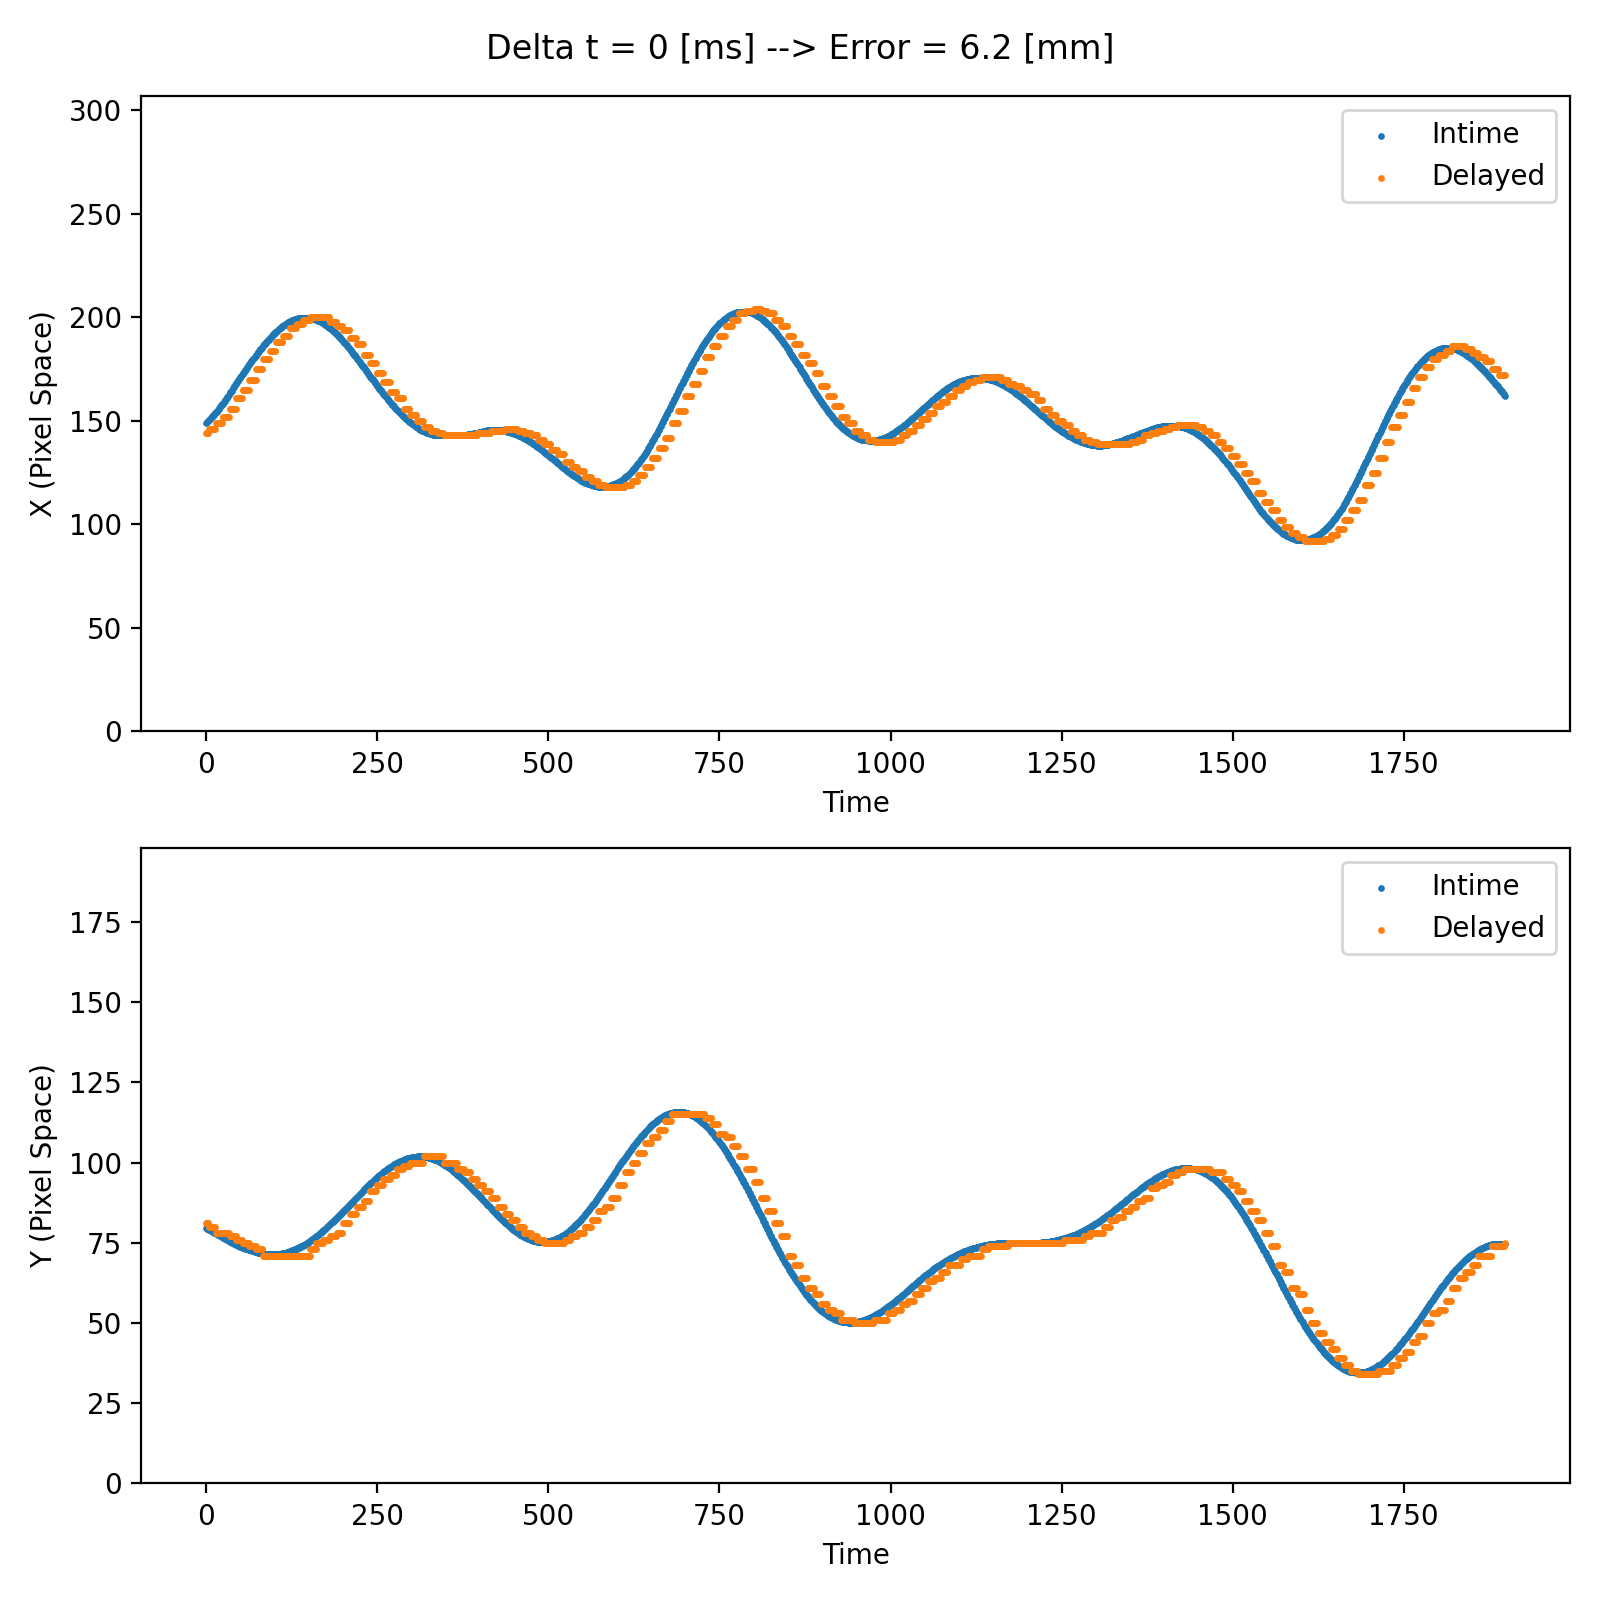 Delta t = 0 [ms] --> Error = 6.2 [mm]
300
250
200
150
100
50
0
X (Pixel Space)
Intime
Delayed
0 250 500 750 1000 1250 1500 1750
Time
175
150
125
100
75
50
25
0
Y (Pixel Space)
Intime
Delayed
0 250 500 750 1000 1250 1500 1750
Time